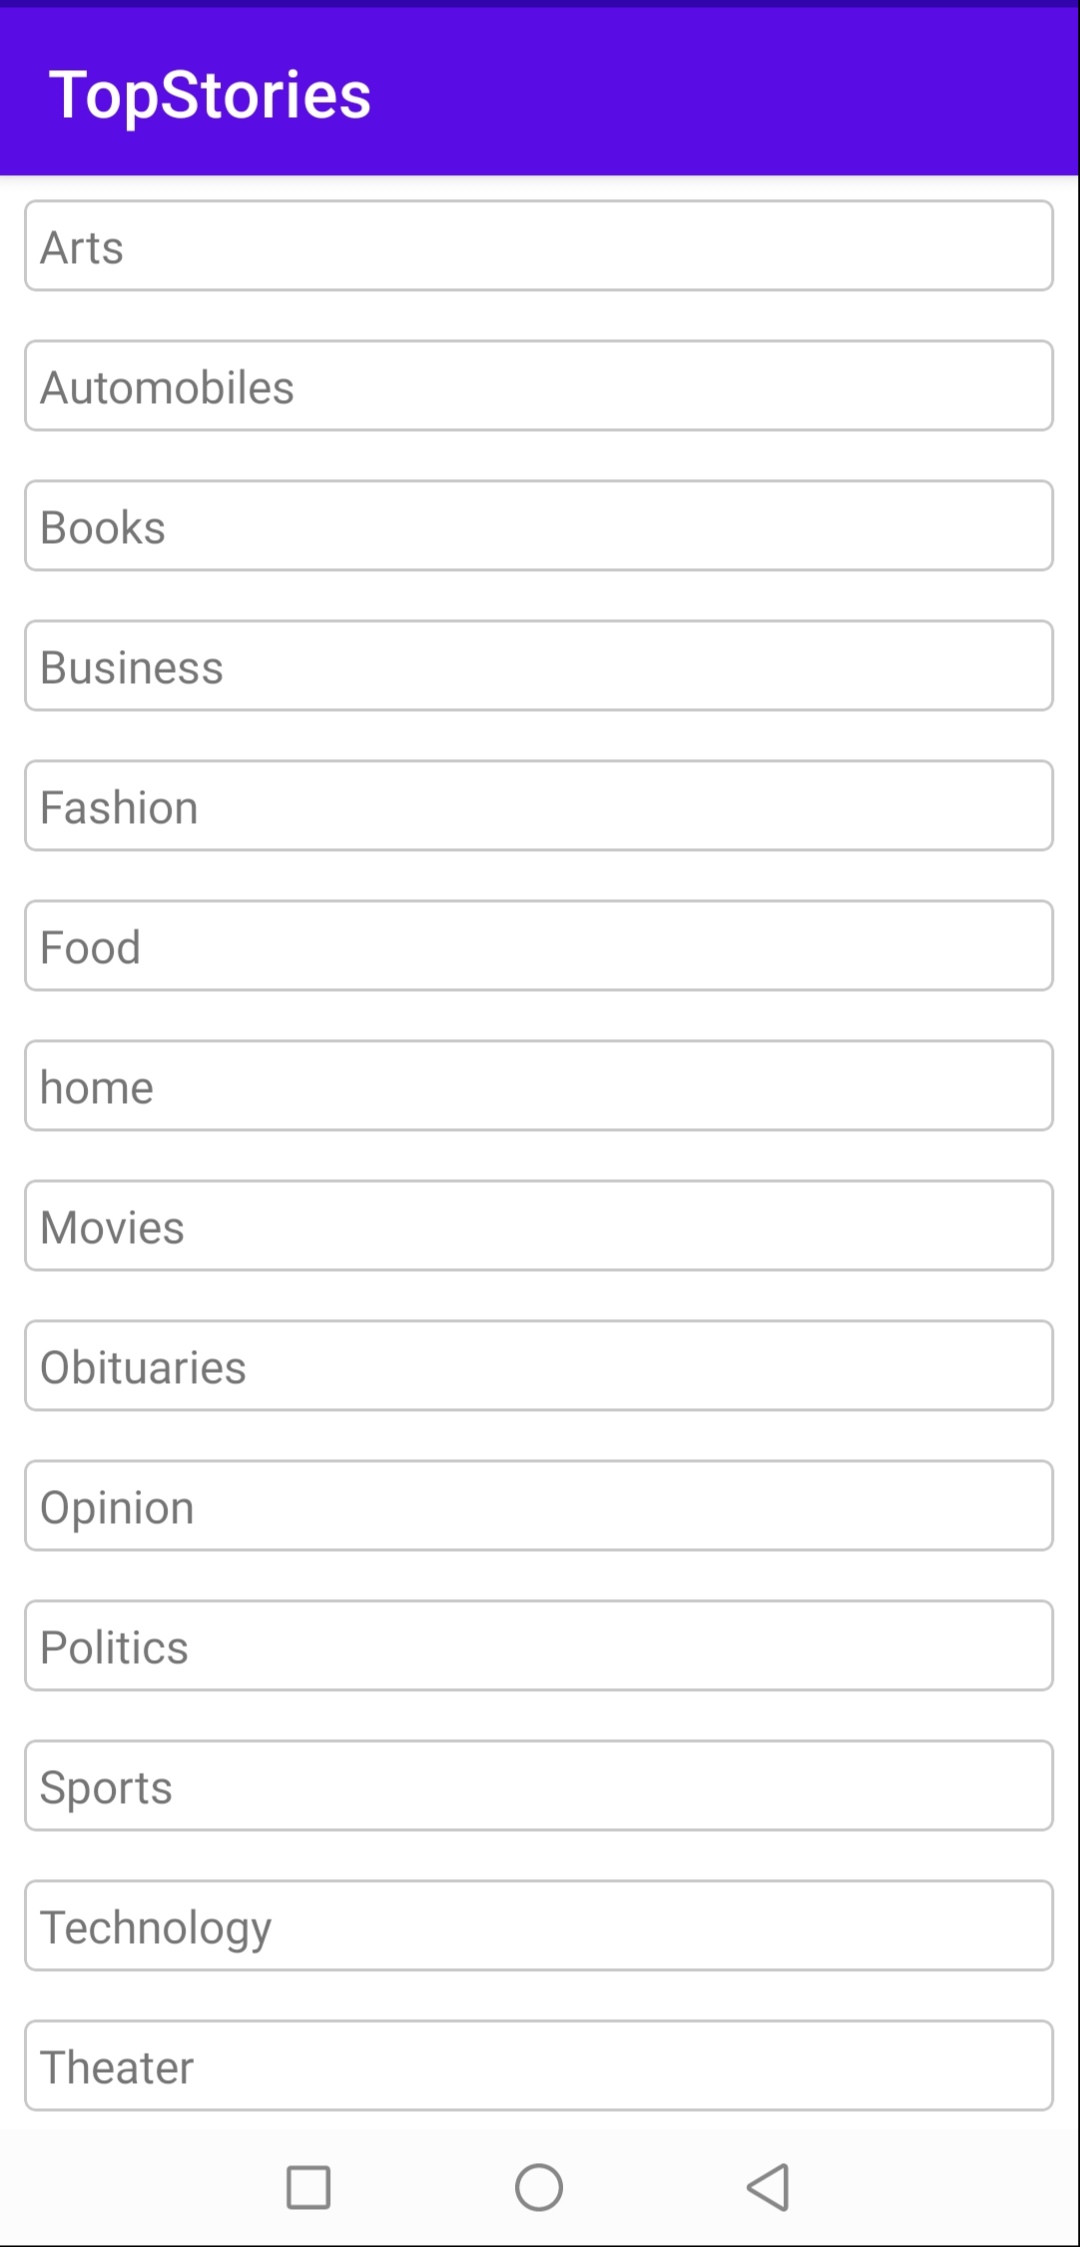 TopStories
Arts
Automobiles
Books
Business
Fashion
Food
home
Movies
Obituaries
Opinion
Politics
Sports
Technology
Theater